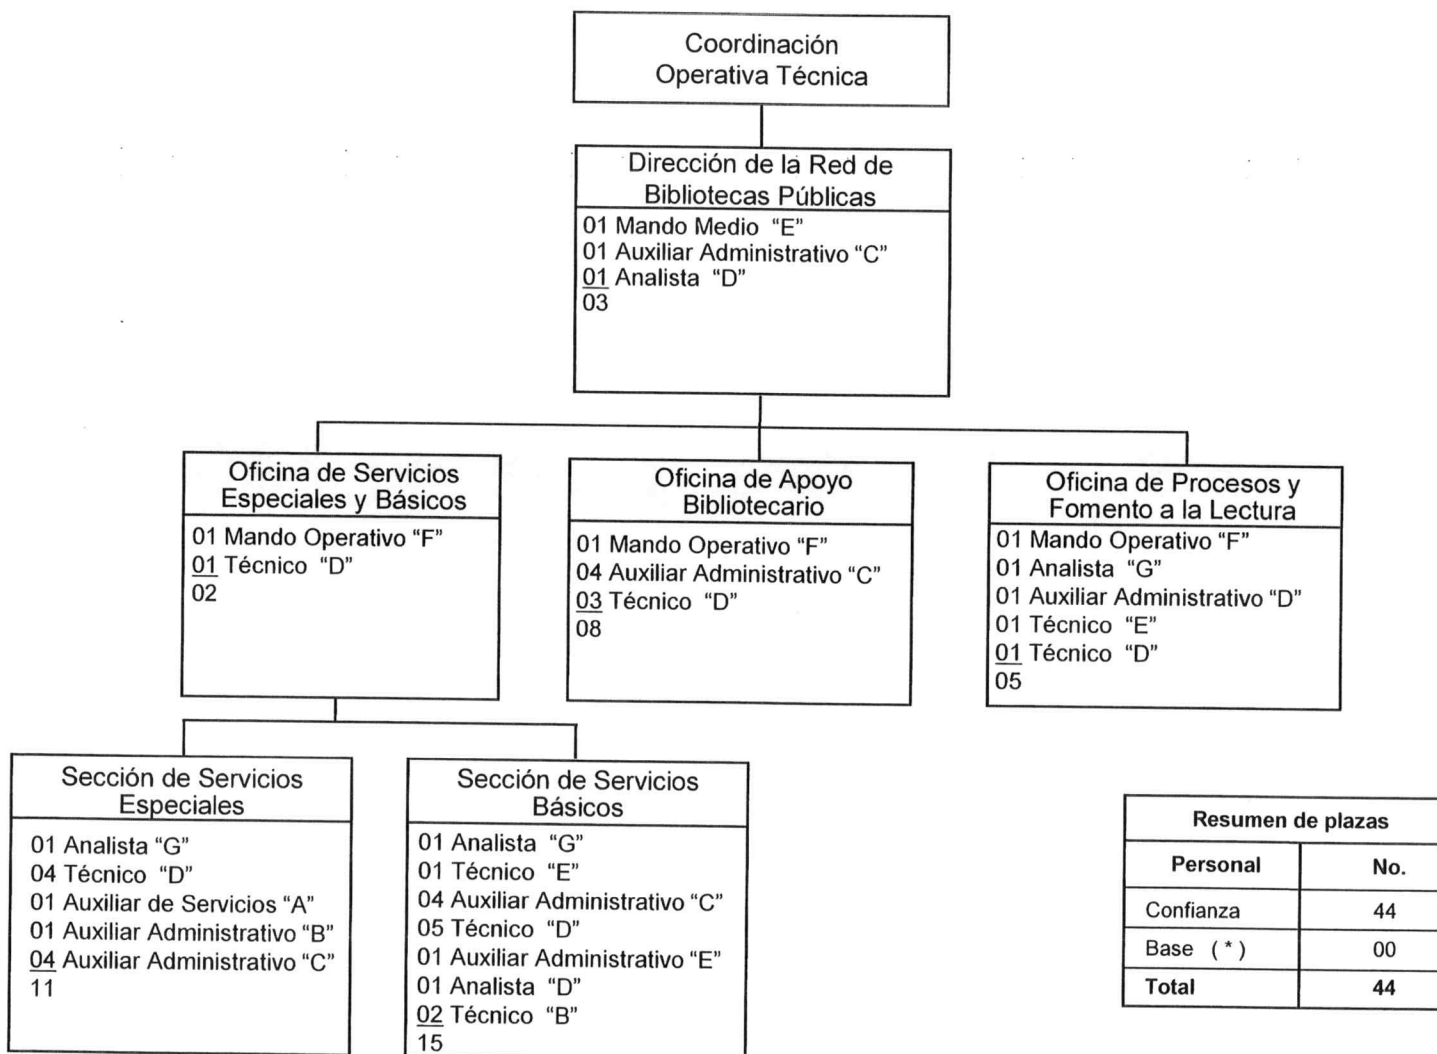 Coordinación
Operativa Técnica
Dirección de la Red de
Bibliotecas Públicas
01 Mando Medio “E”
01 Auxiliar Administrativo “C”
01 Analista “D”
03
Oficina de Servicios
Especiales y Básicos
01 Mando Operativo “F”
01 Técnico “D”
02
Oficina de Apoyo
Bibliotecario
01 Mando Operativo “F”
04 Auxiliar Administrativo “C”
03 Técnico “D”
08
Oficina de Procesos y
Fomento a la Lectura
01 Mando Operativo “F”
01 Analista “G”
01 Auxiliar Administrativo “D”
01 Técnico “E”
01 Técnico “D”
05
Sección de Servicios
Especiales
01 Analista “G”
04 Técnico “D”
01 Auxiliar de Servicios “A”
01 Auxiliar Administrativo “B”
04 Auxiliar Administrativo “C”
11
Sección de Servicios
Básicos
01 Analista “G”
01 Técnico “E”
04 Auxiliar Administrativo “C”
05 Técnico “D”
01 Auxiliar Administrativo “E”
01 Analista “D”
02 Técnico “B”
15
Resumen de plazas
Personal No.
Confianza 44
Base ( * ) 00
Total 44